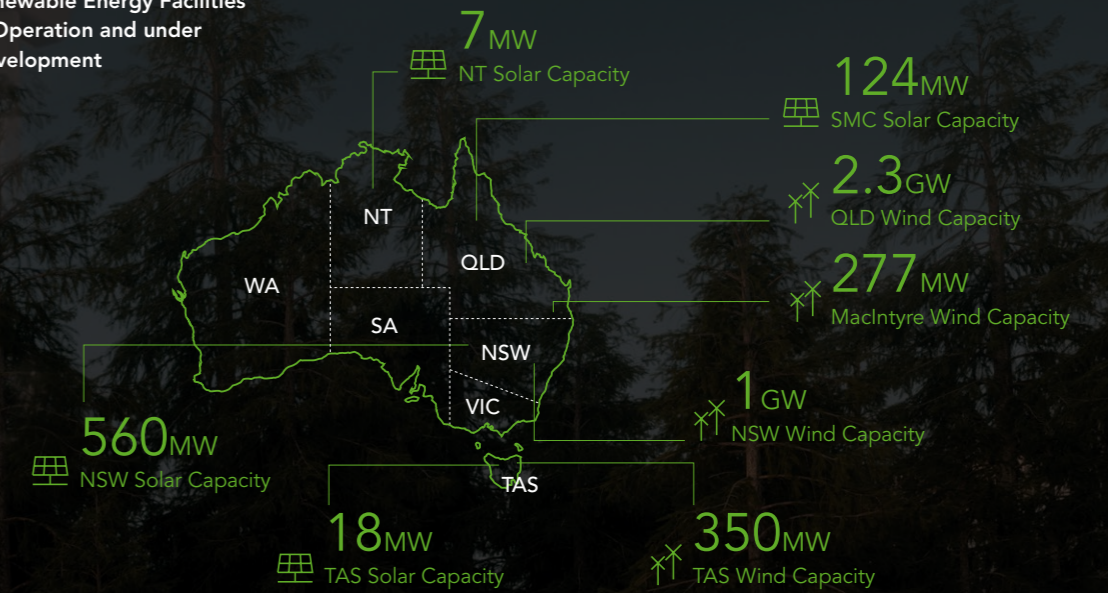 Operation and under
7MW
NT Solar Capacity
124MW
SMC Solar Capacity
2.3GW
QLD Wind Capacity
277MW
MacIntyre Wind Capacity
NT
QLD
WA
SA
NSW
VIC
TAS
1GW
NSW Wind Capacity
560MW
NSW Solar Capacity
18MW
TAS Solar Capacity
350MW
TAS Wind Capacity